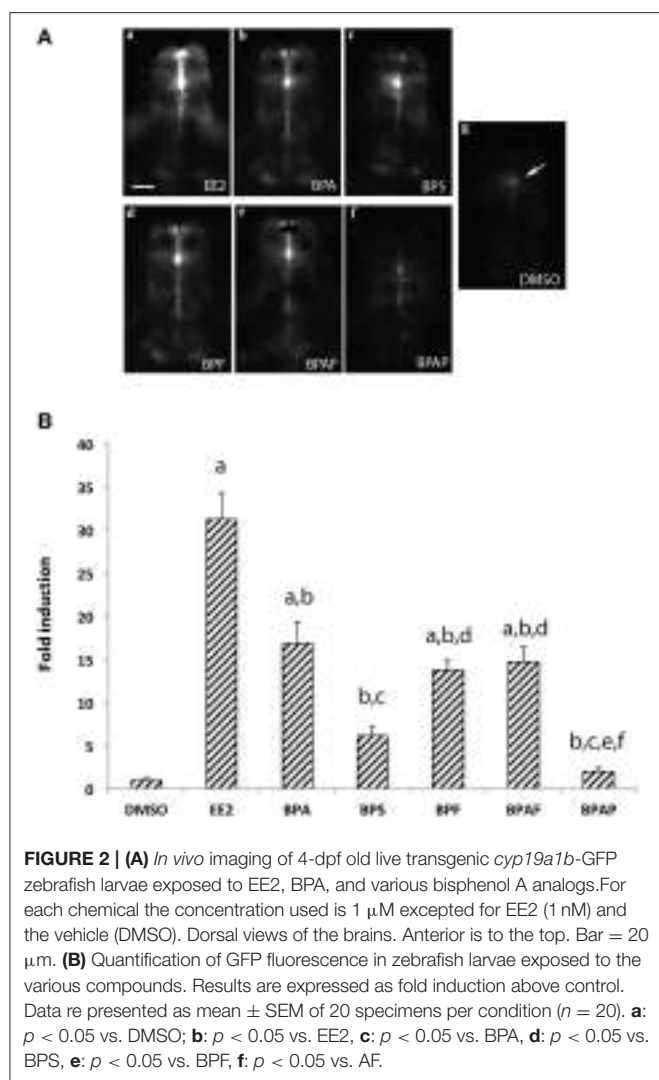 A
a
b
EE2
BPA
BPS
DMSO
e
f
BPF
BPAF
BPAP
B
Fold induction
40
35
30
25
20
15
10
5
0
a
a,b
b,c
a,b,d
a,b,d
b,c,e,f
DMSO EE2 BPA BPS BPF BPAF BPAP
FIGURE 2 | (A) In vivo imaging of 4-dpf old live transgenic cyp19a1b-GFP
zebrafish larvae exposed to EE2, BPA, and various bisphenol A analogs.For
each chemical the concentration used is 1 μM excepted for EE2 (1 nM) and
the vehicle (DMSO). Dorsal views of the brains. Anterior is to the top. Bar = 20
μm. (B) Quantification of GFP fluorescence in zebrafish larvae exposed to the
various compounds. Results are expressed as fold induction above control.
Data re presented as mean ± SEM of 20 specimens per condition (n = 20). a:
p < 0.05 vs. DMSO; b: p < 0.05 vs. EE2, c: p < 0.05 vs. BPA, d: p < 0.05 vs.
BPS, e: p < 0.05 vs. BPF, f: p < 0.05 vs. AF.